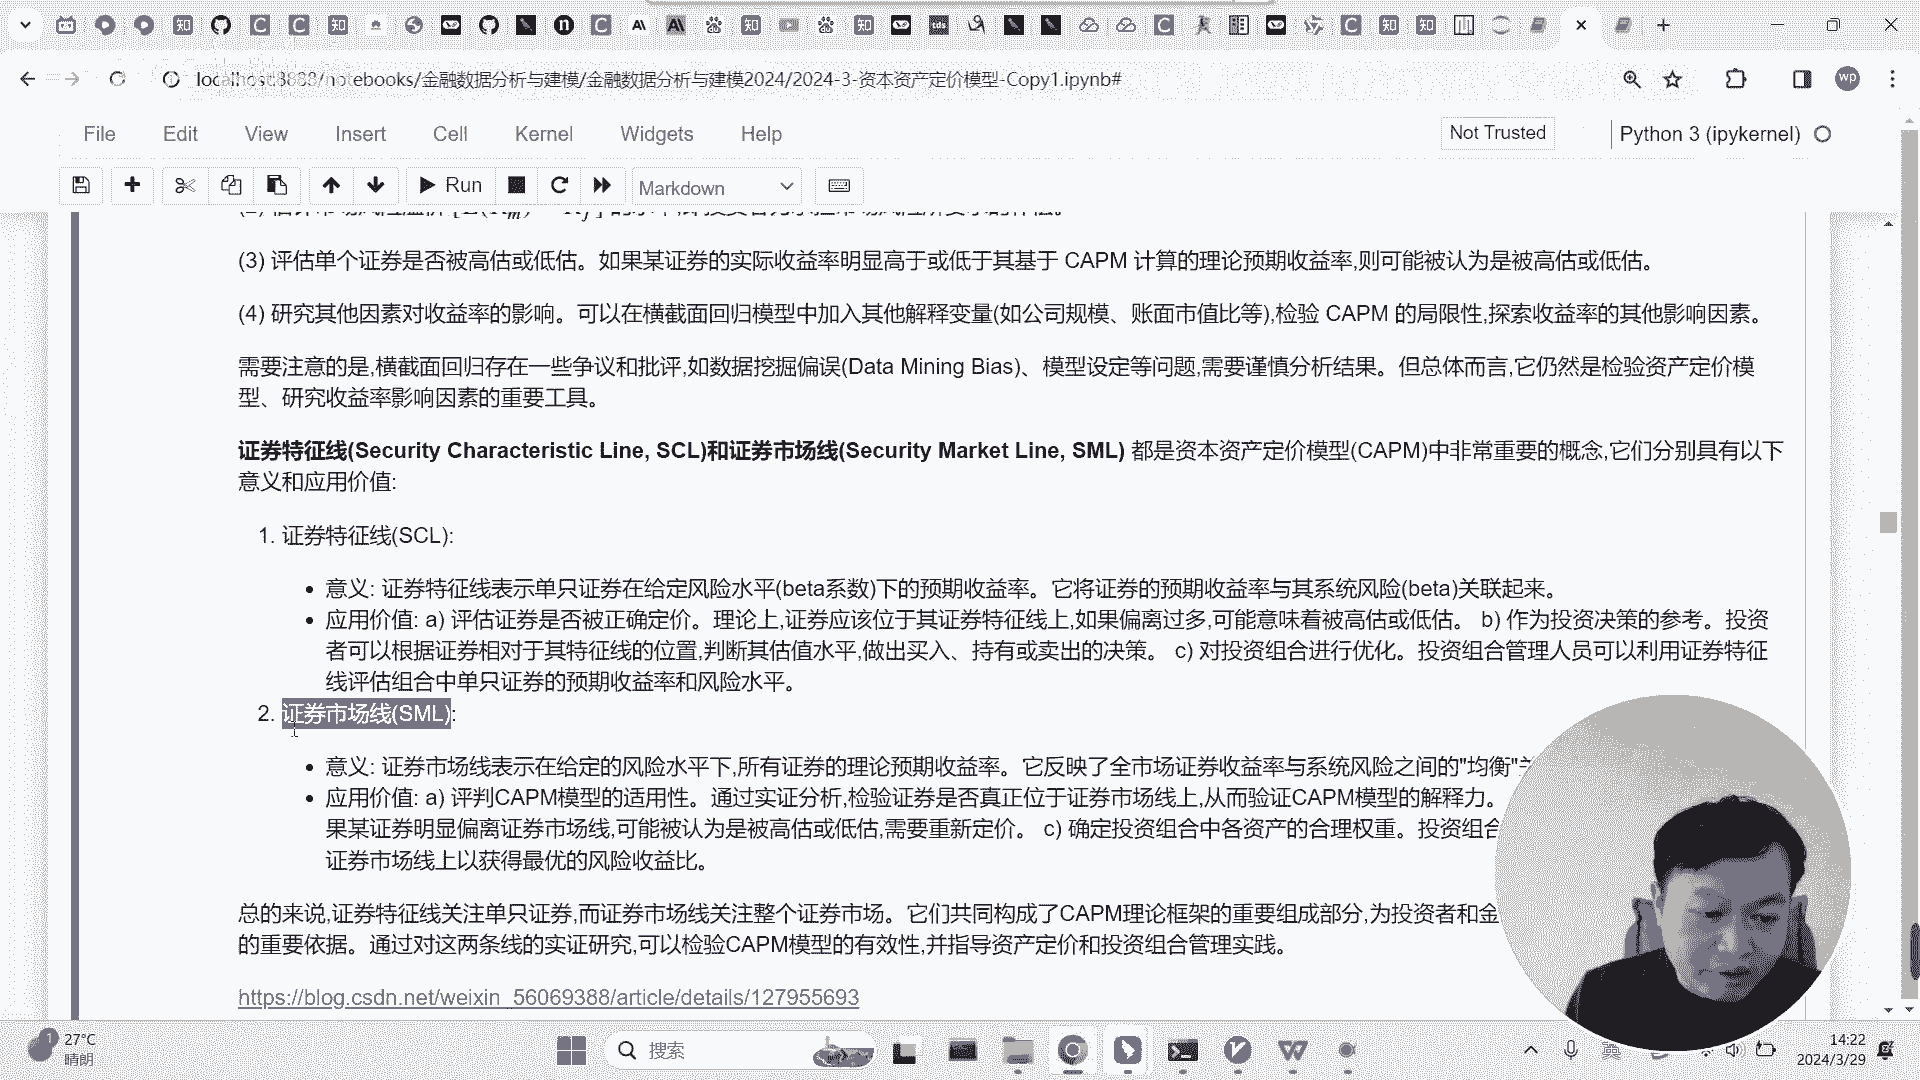 localhost:8888/notebooks/金融数据分析与建模/金融数据分析与建模2024/2024-3-资本资产定价模型-Copy1.ipynb#
wp
File Edit View Insert Cell Kernel Widgets Help
Not Trusted
Python 3 (ipykernel)
Run
Markdown
(3) 评估单个证券是否被高估或低估。如果某证券的实际收益率明显高于或低于其基于 CAPM 计算的理论预期收益率,则可能被认为是被高估或低估。
(4) 研究其他因素对收益率的影响。可以在横截面回归模型中加入其他解释变量(如公司规模、账面市值比等),检验 CAPM 的局限性,探索收益率的其他影响因素。
需要注意的是,横截面回归存在一些争议和批评,如数据挖掘偏误(Data Mining Bias)、模型设定等问题,需要谨慎分析结果。但总体而言,它仍然是检验资产定价模
型、研究收益率影响因素的重要工具。
证券特征线(Security Characteristic Line, SCL)和证券市场线(Security Market Line, SML) 都是资本资产定价模型(CAPM)中非常重要的概念,它们分别具有以下
意义和应用价值:
1. 证券特征线(SCL):
• 意义: 证券特征线表示单只证券在给定风险水平(beta系数)下的预期收益率。它将证券的预期收益率与其系统风险(beta)关联起来。
• 应用价值: a) 评估证券是否被正确定价。理论上,证券应该位于其证券特征线上,如果偏离过多,可能意味着被高估或低估。 b) 作为投资决策的参考。投资
者可以根据证券相对于其特征线的位置,判断其估值水平,做出买入、持有或卖出的决策。 c) 对投资组合进行优化。投资组合管理人员可以利用证券特征
线评估组合中单只证券的预期收益率和风险水平。
2. 证券市场线(SML):
• 意义: 证券市场线表示在给定的风险水平下,所有证券的理论预期收益率。它反映了全市场证券收益率与系统风险之间的"均衡"
• 应用价值: a) 评判CAPM模型的适用性。通过实证分析,检验证券是否真正位于证券市场线上,从而验证CAPM模型的解释力。
果某证券明显偏离证券市场线,可能被认为是被高估或低估,需要重新定价。 c) 确定投资组合中各资产的合理权重。投资组合
证券市场线上以获得最优的风险收益比。
总的来说,证券特征线关注单只证券,而证券市场线关注整个证券市场。它们共同构成了CAPM理论框架的重要组成部分,为投资者和金
的重要依据。通过对这两条线的实证研究,可以检验CAPM模型的有效性,并指导资产定价和投资组合管理实践。
https://blog.csdn.net/weixin_56069388/article/details/127955693
27°C
晴朗
搜索
14:22
2024/3/29